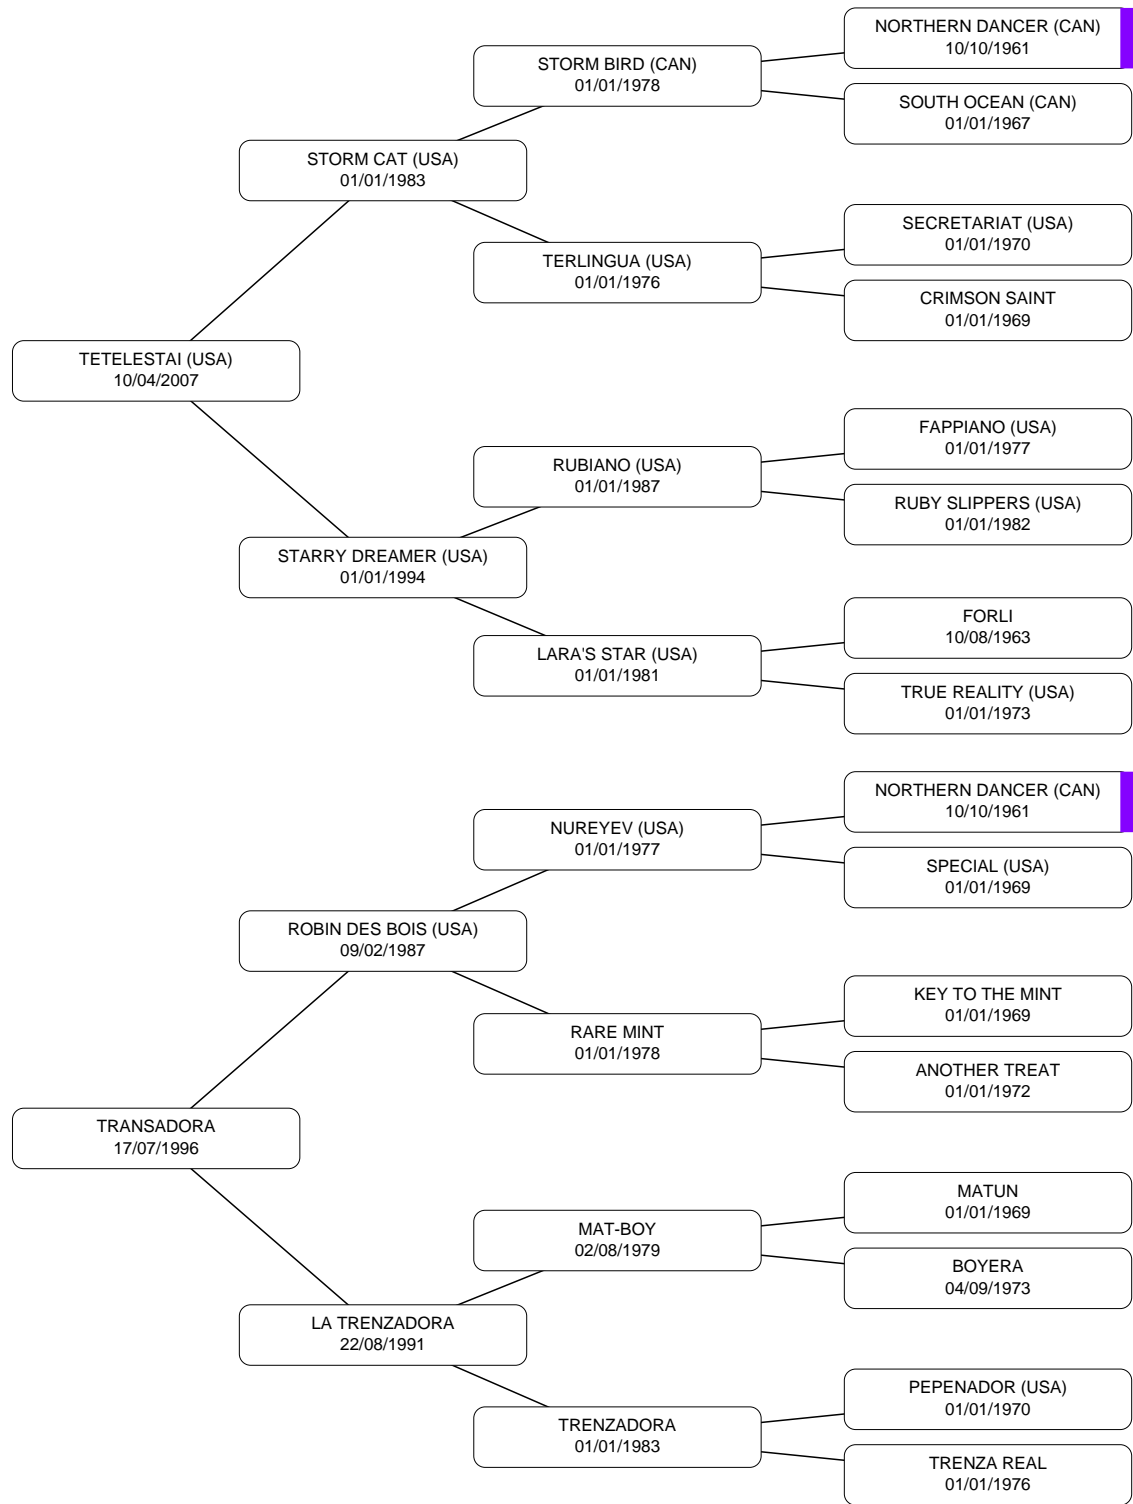 NORTHERN DANCER (CAN)
10/10/1961
STORM BIRD (CAN)
01/01/1978
SOUTH OCEAN (CAN)
01/01/1967
STORM CAT (USA)
01/01/1983
SECRETARIAT (USA)
01/01/1970
TERLINGUA (USA)
01/01/1976
CRIMSON SAINT
01/01/1969
TETELESTAI (USA)
10/04/2007
FAPPIANO (USA)
01/01/1977
RUBIANO (USA)
01/01/1987
RUBY SLIPPERS (USA)
01/01/1982
STARRY DREAMER (USA)
01/01/1994
FORLI
10/08/1963
LARA'S STAR (USA)
01/01/1981
TRUE REALITY (USA)
01/01/1973
NORTHERN DANCER (CAN)
10/10/1961
NUREYEV (USA)
01/01/1977
SPECIAL (USA)
01/01/1969
ROBIN DES BOIS (USA)
09/02/1987
KEY TO THE MINT
01/01/1969
RARE MINT
01/01/1978
ANOTHER TREAT
01/01/1972
TRANSADORA
17/07/1996
MATUN
01/01/1969
MAT-BOY
02/08/1979
BOYERA
04/09/1973
LA TRENZADORA
22/08/1991
PEPENADOR (USA)
01/01/1970
TRENZADORA
01/01/1983
TRENZA REAL
01/01/1976